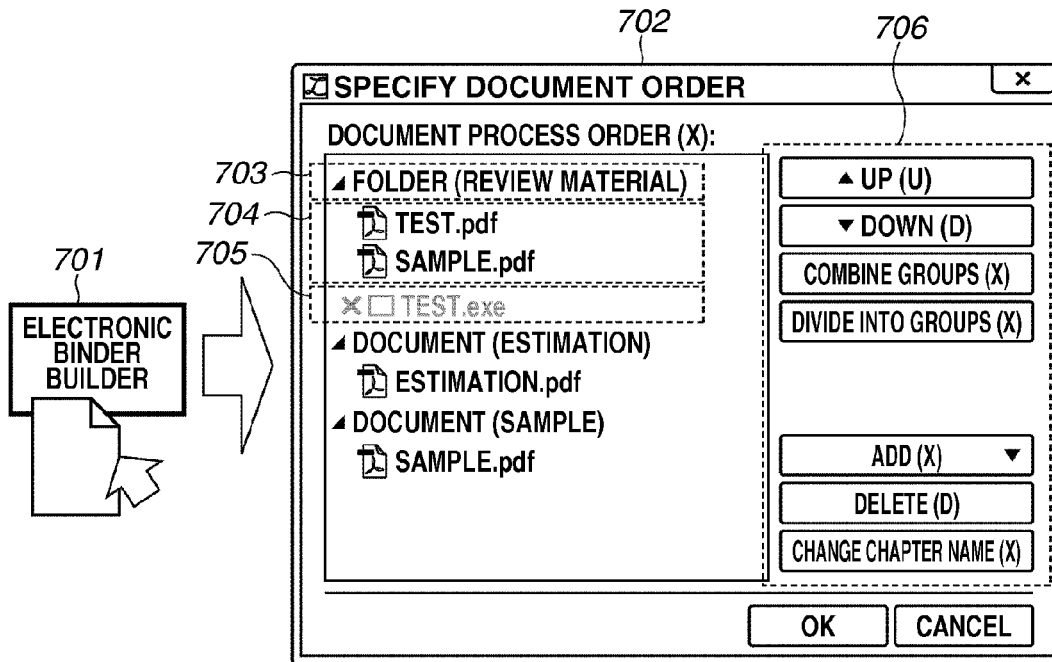 702
706
SPECIFY DOCUMENT ORDER ×
DOCUMENT PROCESS ORDER (X):
703
◢ FOLDER (REVIEW MATERIAL)
▲ UP (U)
704
TEST.pdf
▼ DOWN (D)
705
SAMPLE.pdf
COMBINE GROUPS (X)
701
× TEST.exe
DIVIDE INTO GROUPS (X)
ELECTRONIC
BINDER
BUILDER
◢ DOCUMENT (ESTIMATION)
ESTIMATION.pdf
◢ DOCUMENT (SAMPLE)
SAMPLE.pdf
ADD (X) ▼
DELETE (D)
CHANGE CHAPTER NAME (X)
OK
CANCEL